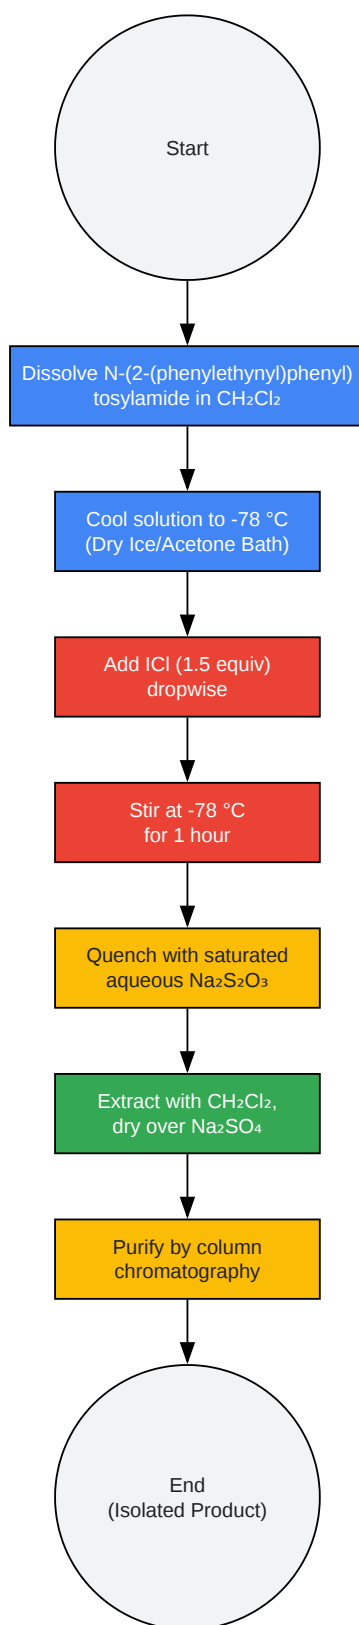 Start
Dissolve N-(2-(phenylethynyl)phenyl)
tosylamide in CH₂Cl₂
Cool solution to -78 °C
(Dry Ice/Acetone Bath)
Add ICl (1.5 equiv)
dropwise
Stir at -78 °C
for 1 hour
Quench with saturated
aqueous Na₂S₂O₃
Extract with CH₂Cl₂,
dry over Na₂SO₄
Purify by column
chromatography
End
(Isolated Product)